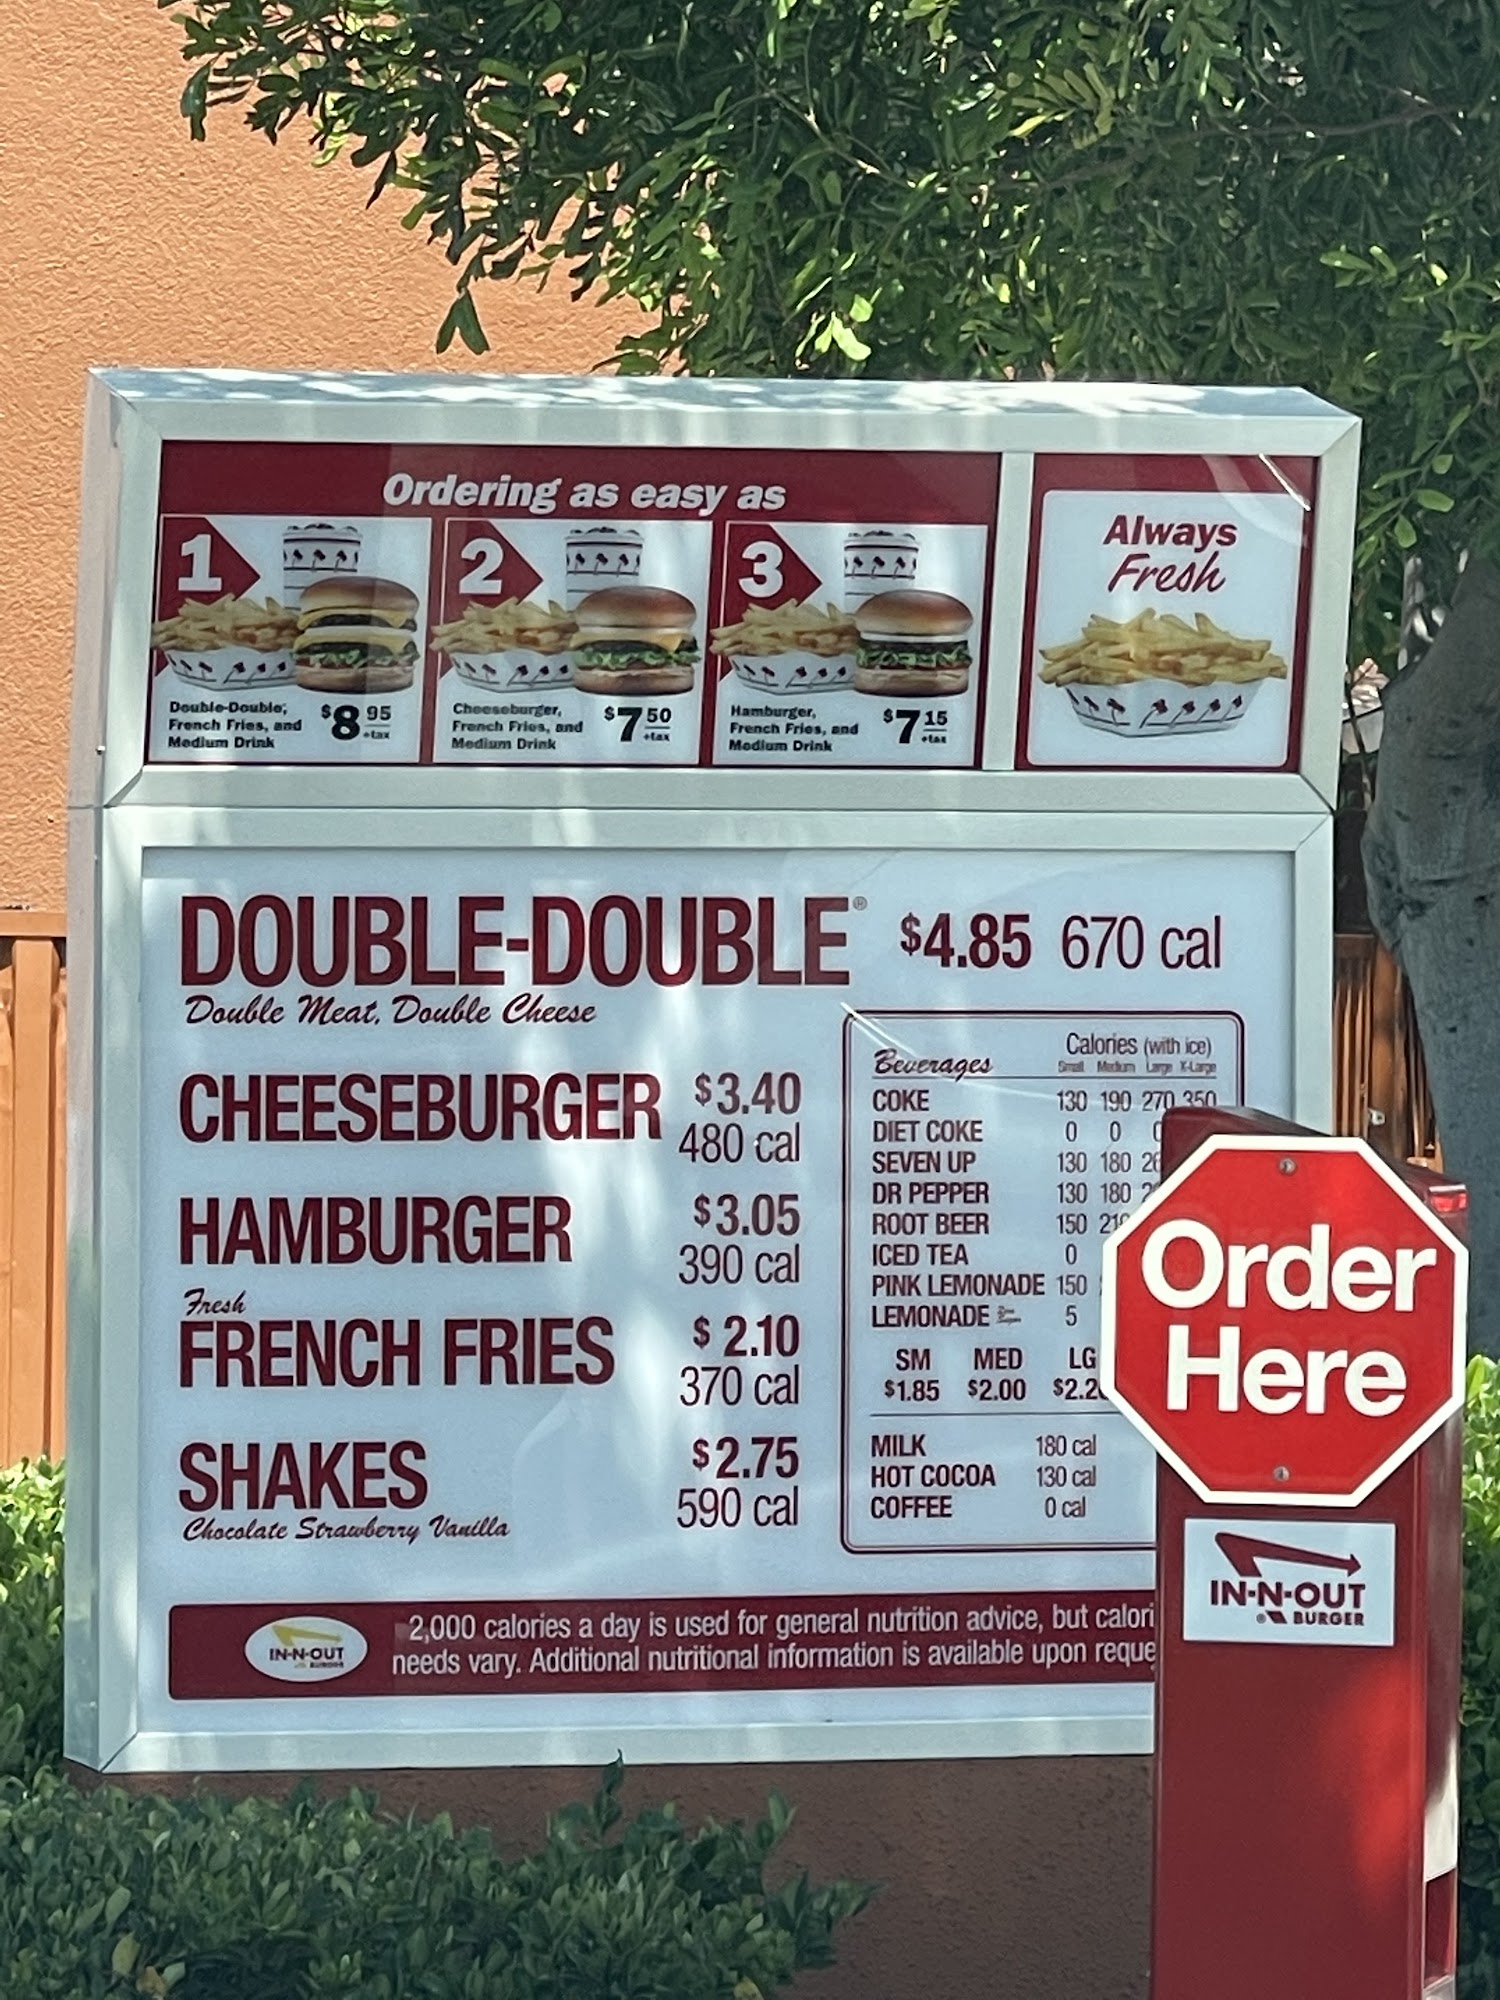 Ordering as easy as
1
Double-Double,
French Fries, and
Medium Drink
$8 95
+tax
2
Cheeseburger,
French Fries, and
Medium Drink
$7 50
+tax
3
Hamburger,
French Fries, and
Medium Drink
$7 15
+tax
Always
Fresh
DOUBLE-DOUBLE® $4.85 670 cal
Double Meat, Double Cheese
CHEESEBURGER $3.40
480 cal
HAMBURGER $3.05
390 cal
Fresh
FRENCH FRIES $2.10
370 cal
SHAKES $2.75
Chocolate Strawberry Vanilla 590 cal
Calories (with ice)
Beverages Small Medium Large X-Large
COKE 130 190 270 350
DIET COKE 0 0
SEVEN UP 130 180
DR PEPPER 130 180
ROOT BEER 150
ICED TEA 0
PINK LEMONADE 150
LEMONADE 5
SM MED LG
$1.85 $2.00 $2.2
MILK 180 cal
HOT COCOA 130 cal
COFFEE 0 cal
IN-N-OUT
BURGER
2,000 calories a day is used for general nutrition advice, but calori
needs vary. Additional nutritional information is available upon reque
Order
Here
IN-N-OUT
® BURGER